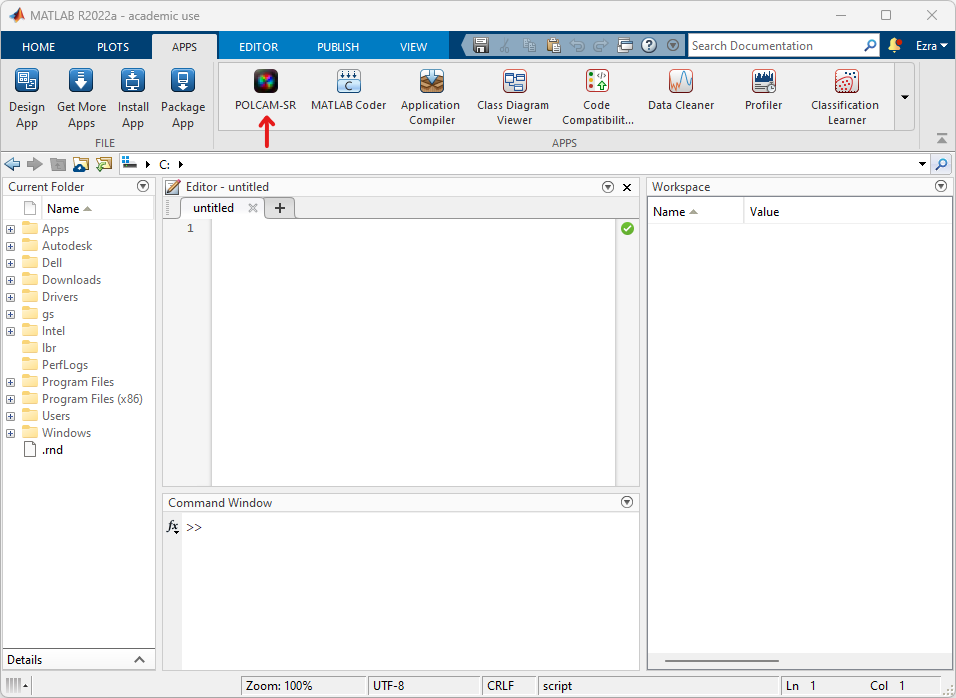 MATLAB R2022a - academic use
HOME
PLOTS
APPS
EDITOR
PUBLISH
VIEW
Search Documentation
Ezra
Design App
Get More Apps
Install App
Package App
FILE
POLCAM-SR
MATLAB Coder
Application Compiler
Class Diagram Viewer
Code Compatibilit...
Data Cleaner
Profiler
Classification Learner
APPS
C:
Current Folder
Name
Apps
Autodesk
Dell
Downloads
Drivers
gs
Intel
lbr
PerfLogs
Program Files
Program Files (x86)
Users
Windows
.rnd
Details
Editor - untitled
untitled
1
Command Window
fx >>
Workspace
Name
Value
Zoom: 100%
UTF-8
CRLF
script
Ln 1
Col 1